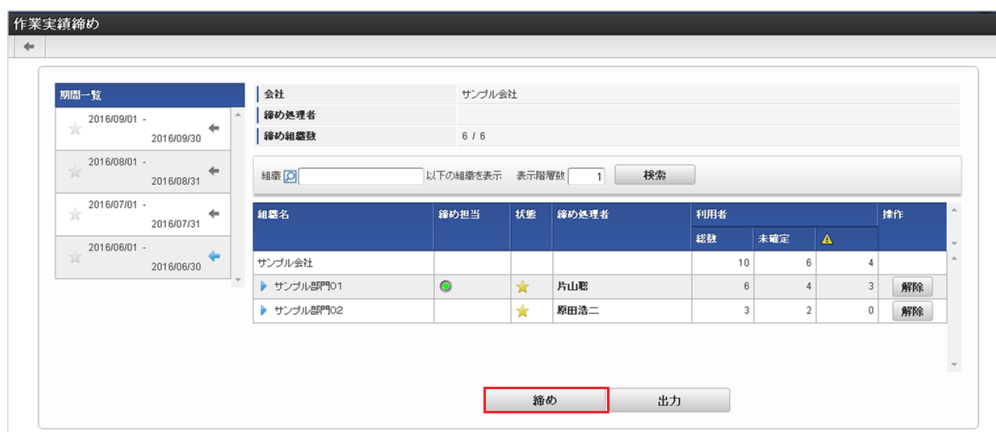 作業実績締め
期間一覧
2016/09/01 -
2016/09/30
2016/08/01 -
2016/08/31
2016/07/01 -
2016/07/31
2016/06/01 -
2016/06/30
会社 サンプル会社
締め処理者
締め組織数 6 / 6
組織 以下の組織を表示 表示階層数 1 検索
組織名 締め担当 状態 締め処理者 利用者 操作
総数 未確定
サンプル会社 10 6 4
サンプル部門01 片山聡 6 4 3 解除
サンプル部門02 原田浩二 3 2 0 解除
締め 出力